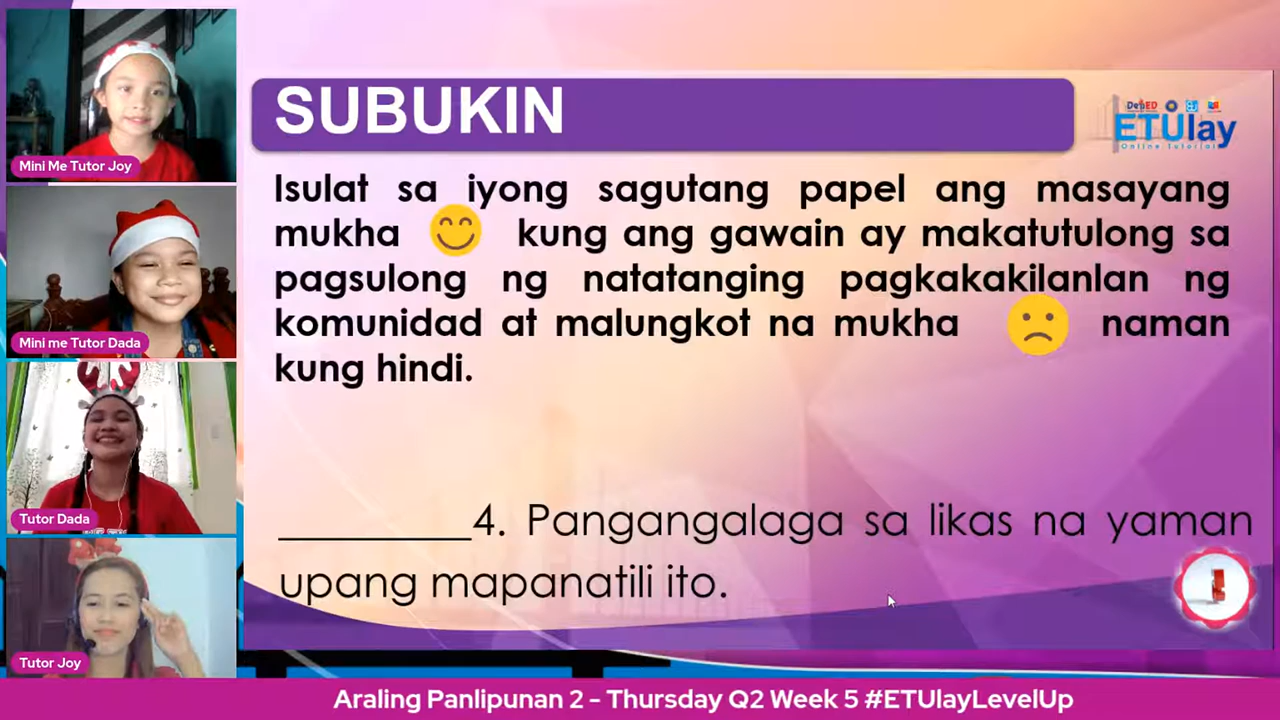 Mini Me Tutor Joy
Mini me Tutor Dada
Tutor Dada
Tutor Joy
SUBUKIN
DepED
ETUlay
Online Tutorial
Isulat sa iyong sagutang papel ang masayang
mukha 😊 kung ang gawain ay makatutulong sa
pagsulong ng natatanging pagkakakilanlan ng
komunidad at malungkot na mukha ☹️ naman
kung hindi.
________4. Pangangalaga sa likas na yaman
upang mapanatili ito.
Araling Panlipunan 2 – Thursday Q2 Week 5 #ETUlayLevelUp